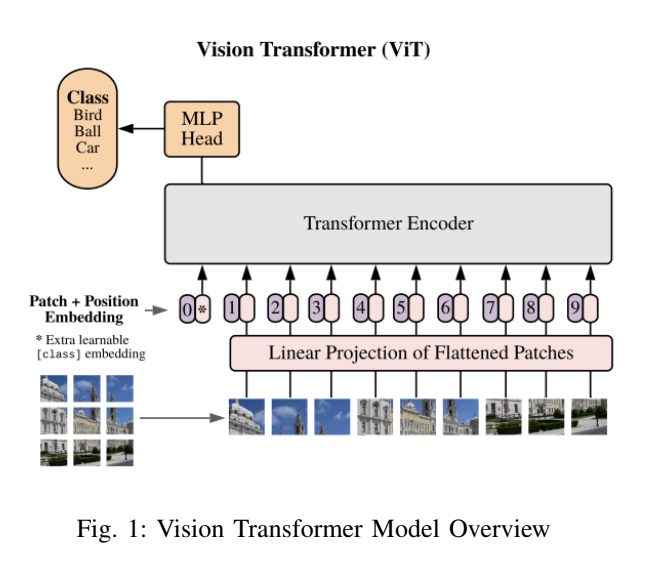 Vision Transformer (ViT)
Class
Bird
Ball
Car
...
MLP
Head
Transformer Encoder
Patch + Position
Embedding
0 * 1 2 3 4 5 6 7 8 9
* Extra learnable
[class] embedding
Linear Projection of Flattened Patches
Fig. 1: Vision Transformer Model Overview